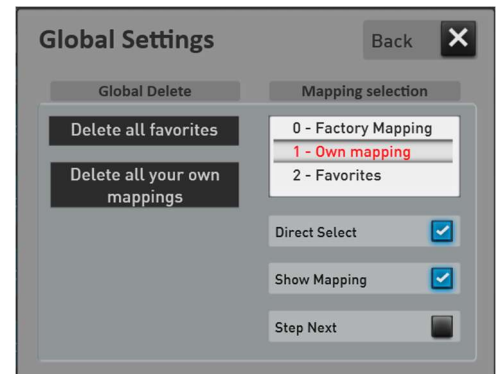 Global Settings
Back
Global Delete
Mapping selection
Delete all favorites
Delete all your own
mappings
0 - Factory Mapping
1 - Own mapping
2 - Favorites
Direct Select
Show Mapping
Step Next